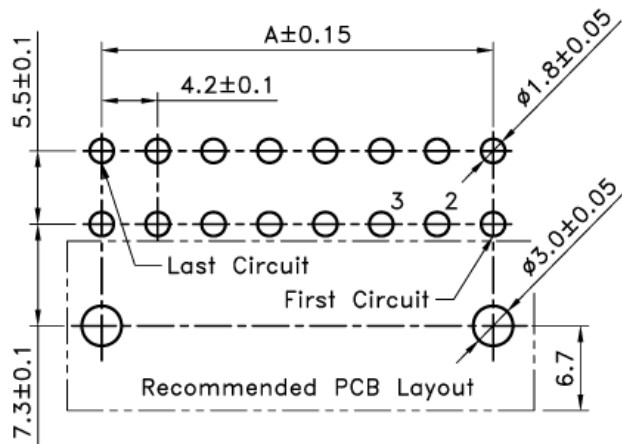 A±0.15
4.2±0.1
ø1.8±0.05
5.5±0.1
3
2
Last Circuit
First Circuit
ø3.0±0.05
7.3±0.1
6.7
Recommended PCB Layout